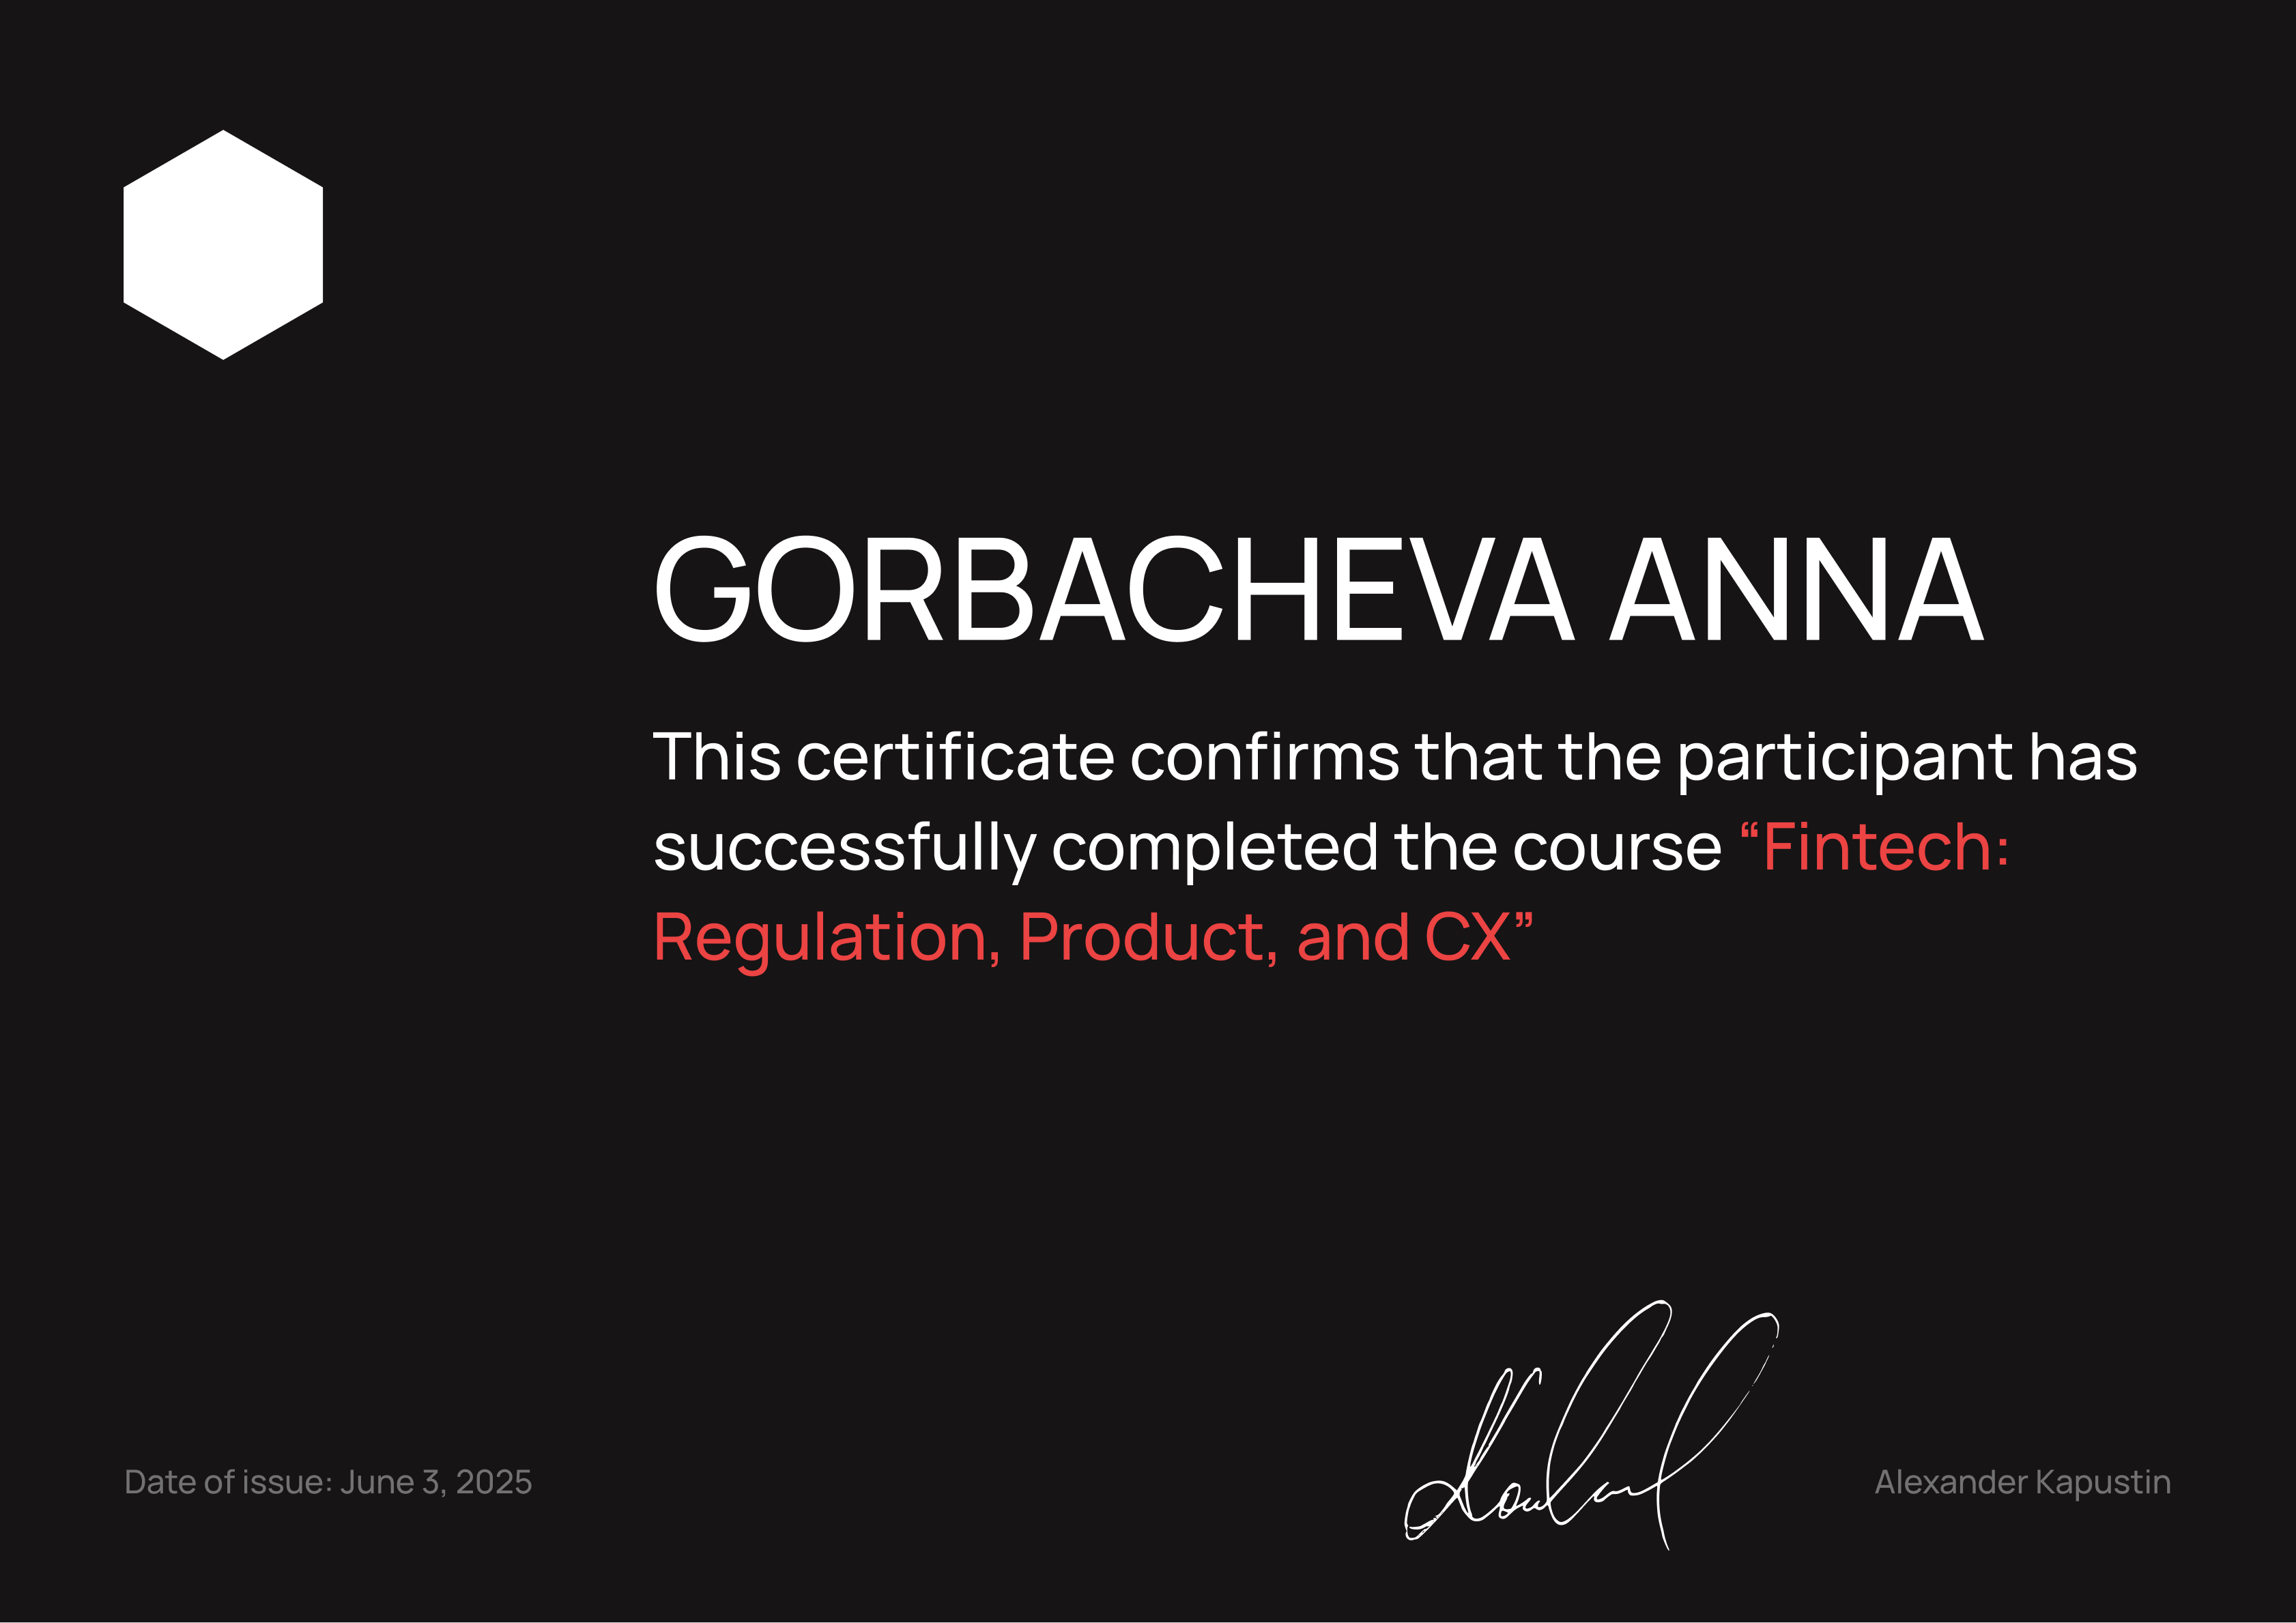 GORBACHEVA ANNA
This certificate confirms that the participant has
successfully completed the course “Fintech:
Regulation, Product, and CX”
Date of issue: June 3, 2025
Alexander Kapustin